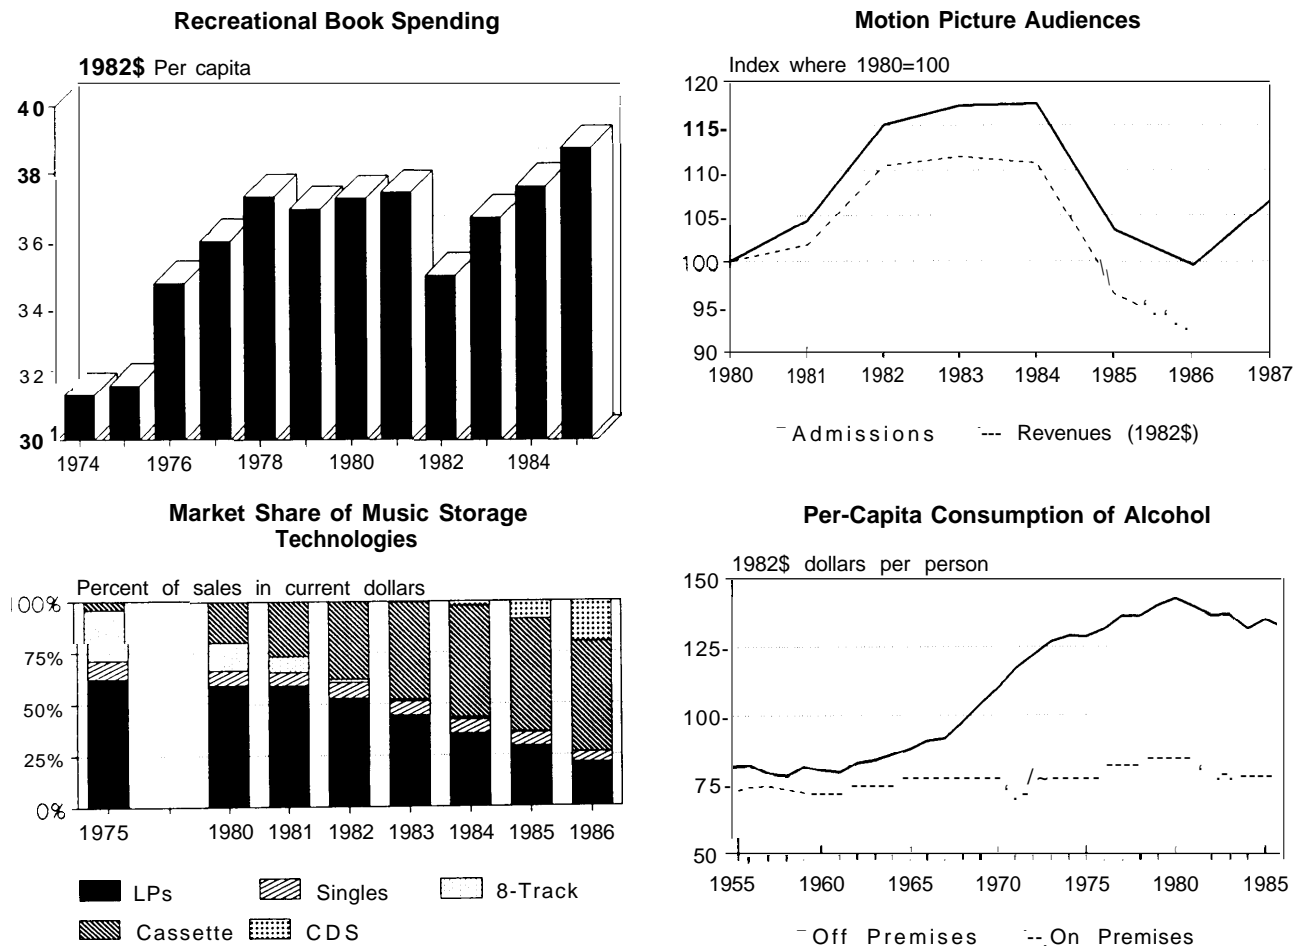 Recreational Book Spending
1982$ Per capita
40
38
36
34
32
30
1974 1976 1978 1980 1982 1984
Motion Picture Audiences
Index where 1980=100
120
115
110
105
100
95
90
1980 1981 1982 1983 1984 1985 1986 1987
Admissions Revenues (1982$)
Market Share of Music Storage
Technologies
Percent of sales in current dollars
100%
75%
50%
25%
0%
1975 1980 1981 1982 1983 1984 1985 1986
LPs Singles 8-Track
Cassette CDS
Per-Capita Consumption of Alcohol
1982$ dollars per person
150
125
100
75
50
1955 1960 1965 1970 1975 1980 1985
Off Premises On Premises